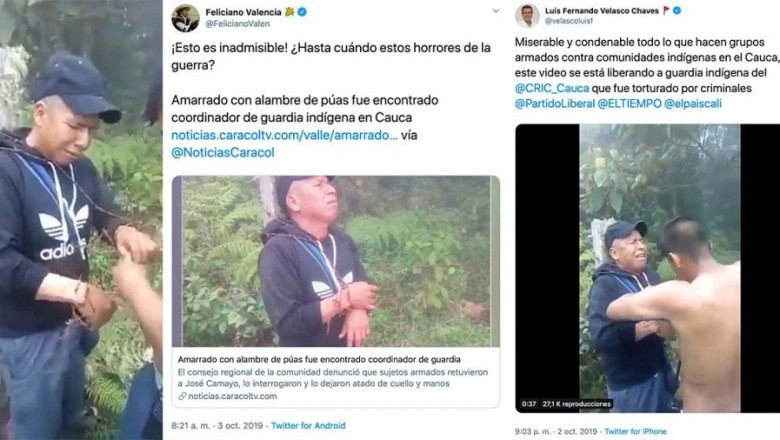 adid
Feliciano Valencia
@FelicianoValen
¡Esto es inadmisible! ¿Hasta cuándo estos horrores de la
guerra?
Amarrado con alambre de púas fue encontrado
coordinador de guardia indígena en Cauca
noticias.caracoltv.com/valle/amarrado... vía
@NoticiasCaracol
adidas
Amarrado con alambre de púas fue encontrado coordinador de guardia
El consejo regional de la comunidad denunció que sujetos armados retuvieron
a José Camayo, lo interrogaron y lo dejaron atado de cuello y manos
noticias.caracoltv.com
8:21 a. m. · 3 oct. 2019 · Twitter for Android
Luis Fernando Velasco Chaves
@velascoluisf
Miserable y condenable todo lo que hacen grupos
armados contra comunidades indígenas en el Cauca,
este video se está liberando a guardia indígena del
@CRIC_Cauca que fue torturado por criminales
@PartidoLiberal @ELTIEMPO @elpaiscali
0:37 27,1 K reproducciones
9:03 p. m. · 2 oct. 2019 · Twitter for iPhone